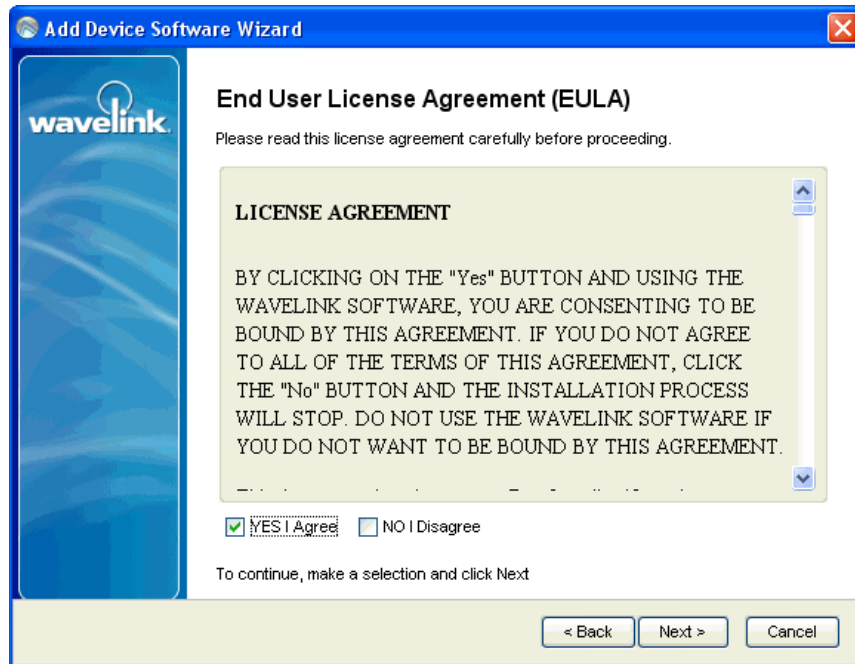 Add Device Software Wizard
wavelink
End User License Agreement (EULA)
Please read this license agreement carefully before proceeding.
LICENSE AGREEMENT
BY CLICKING ON THE "Yes" BUTTON AND USING THE
WAVELINK SOFTWARE, YOU ARE CONSENTING TO BE
BOUND BY THIS AGREEMENT. IF YOU DO NOT AGREE
TO ALL OF THE TERMS OF THIS AGREEMENT, CLICK
THE "No" BUTTON AND THE INSTALLATION PROCESS
WILL STOP. DO NOT USE THE WAVELINK SOFTWARE IF
YOU DO NOT WANT TO BE BOUND BY THIS AGREEMENT.
YES I Agree NO I Disagree
To continue, make a selection and click Next
< Back Next > Cancel